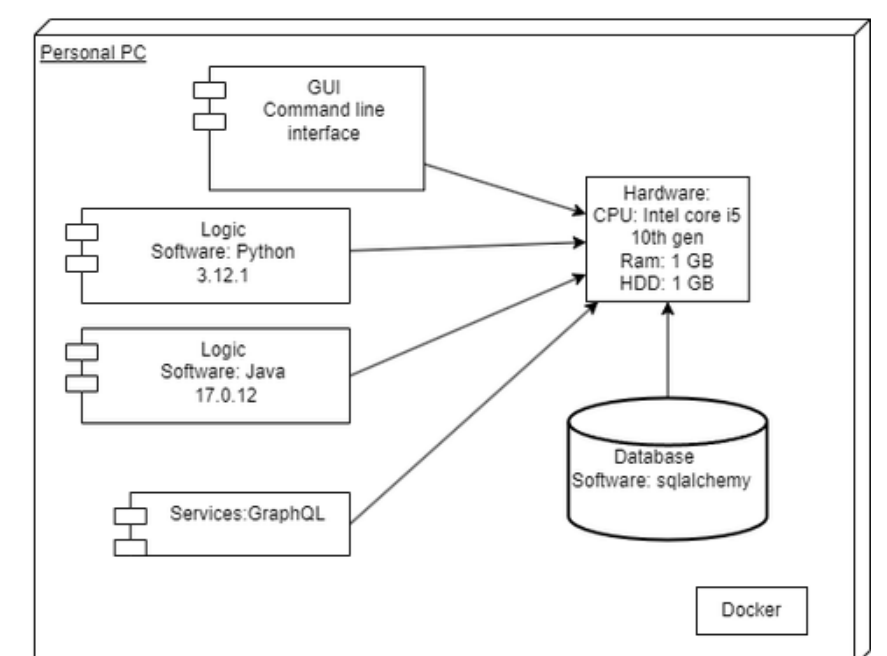 Personal PC
GUI
Command line
interface
Hardware:
CPU: Intel core i5
10th gen
Ram: 1 GB
HDD: 1 GB
Logic
Software: Python
3.12.1
Logic
Software: Java
17.0.12
Database
Software: sqlalchemy
Services:GraphQL
Docker